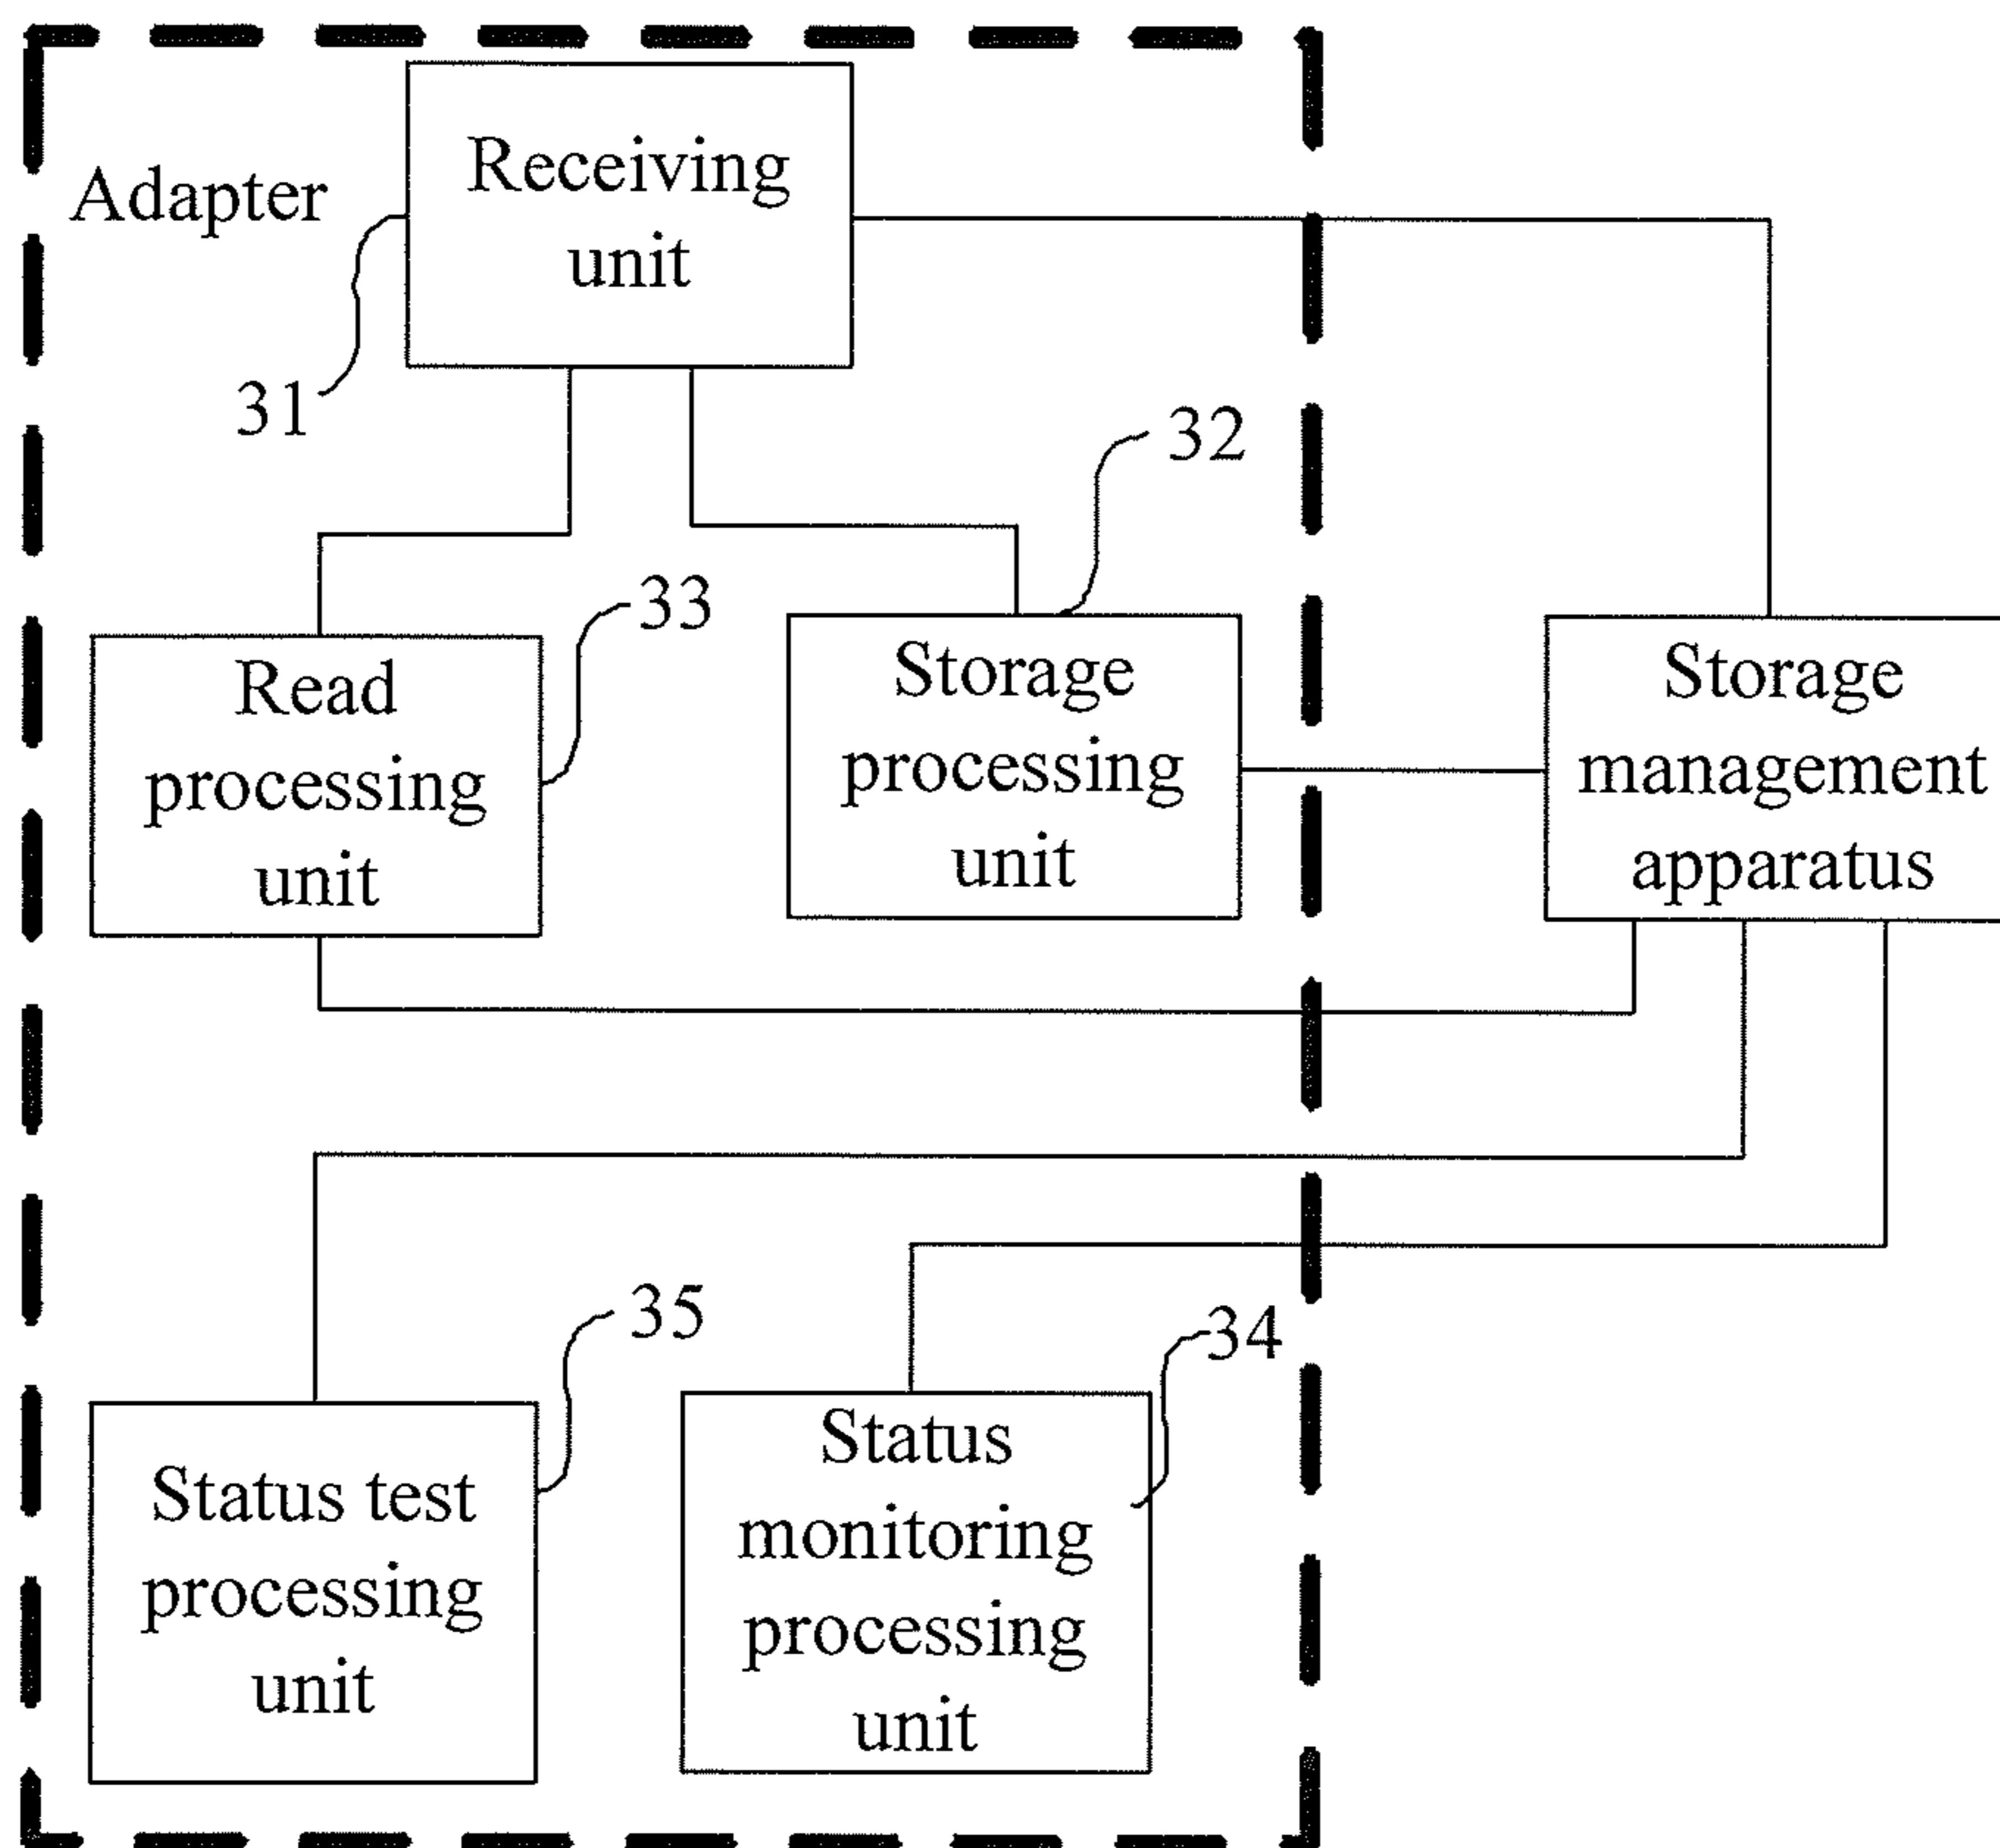 Adapter
Receiving
unit
31
32
33
Read
processing
unit
Storage
processing
unit
Storage
management
apparatus
35
34
Status test
processing
unit
Status
monitoring
processing
unit